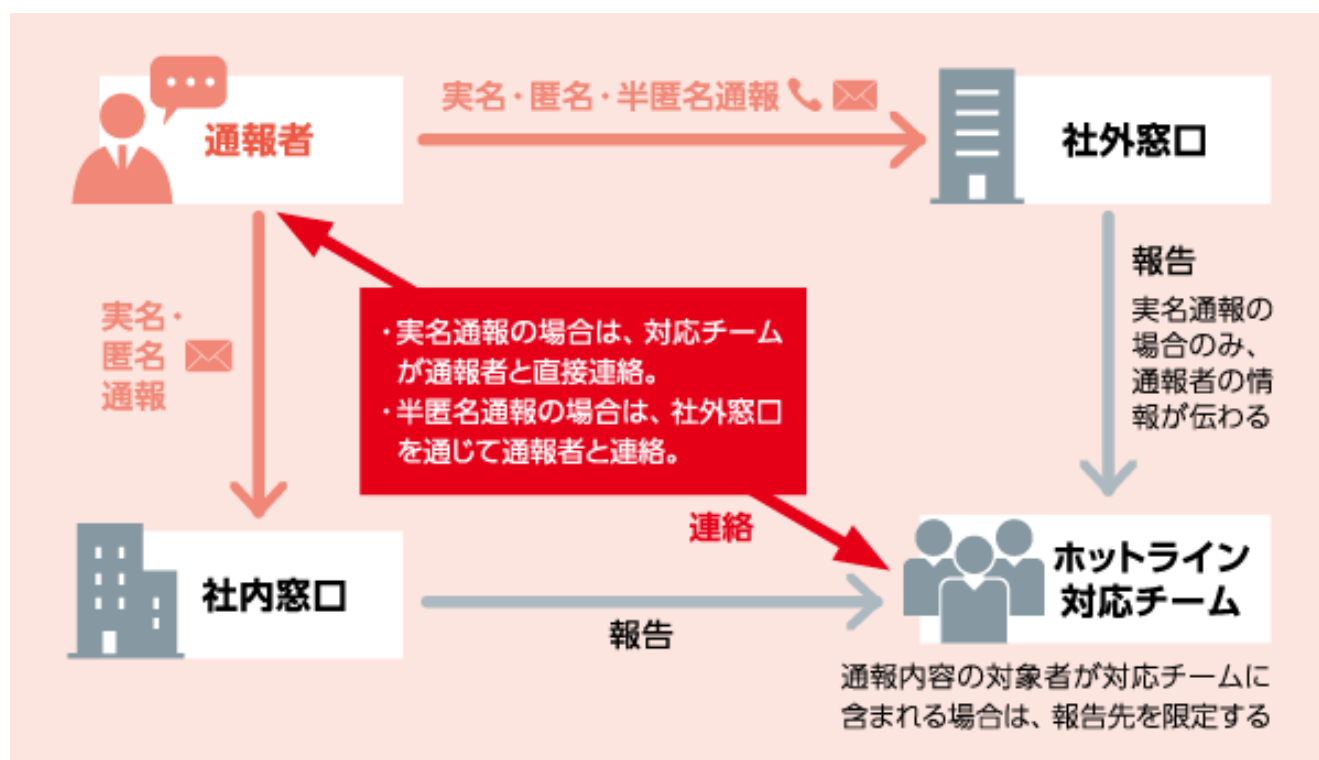 通報者
実名・匿名・半匿名通報
社外窓口
報告
実名通報の
場合のみ、
通報者の情
報が伝わる
実名・
匿名
通報
・実名通報の場合は、対応チーム
が通報者と直接連絡。
・半匿名通報の場合は、社外窓口
を通じて通報者と連絡。
連絡
社内窓口
報告
ホットライン
対応チーム
通報内容の対象者が対応チームに
含まれる場合は、報告先を限定する